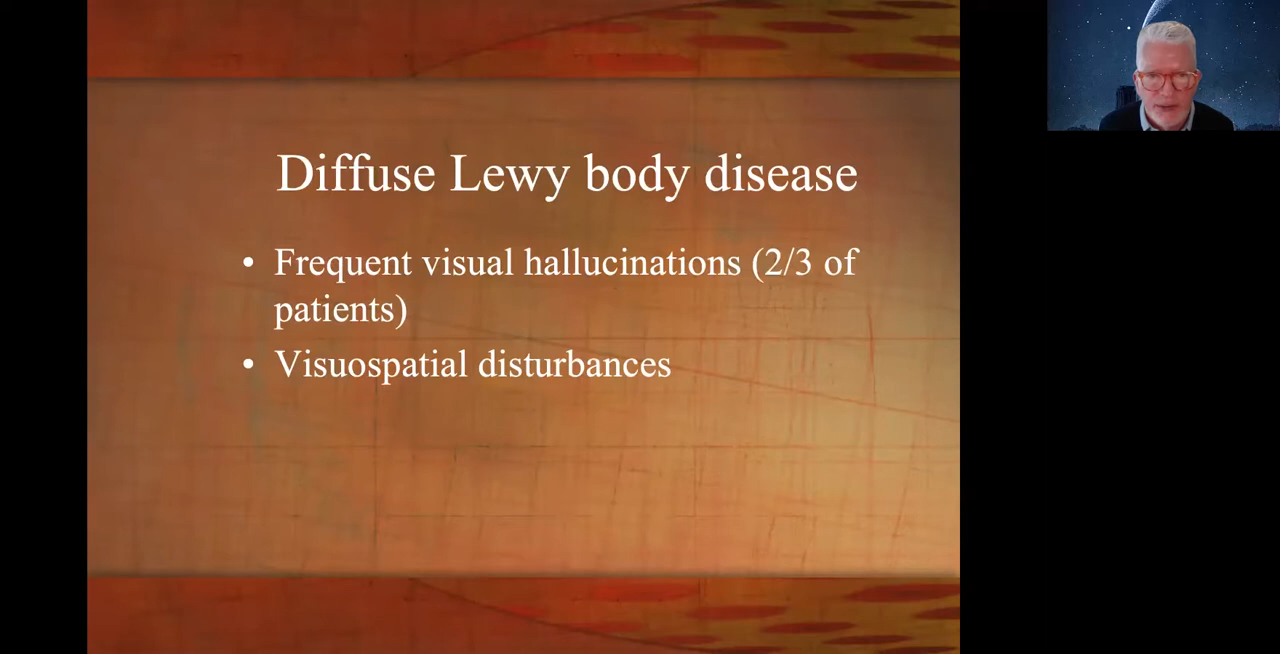 Diffuse Lewy body disease
• Frequent visual hallucinations (2/3 of
patients)
• Visuospatial disturbances